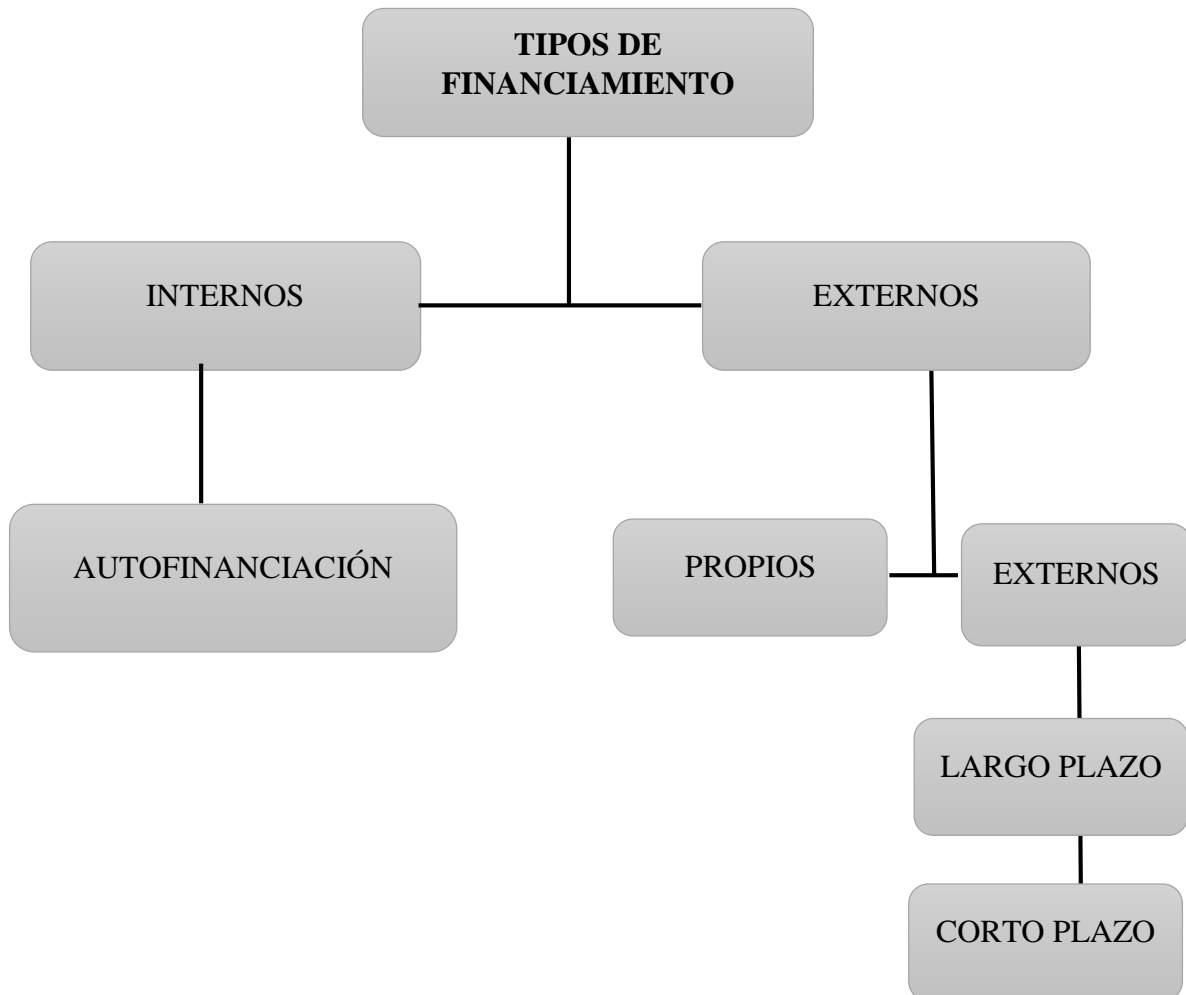 TIPOS DE
FINANCIAMIENTO
INTERNOS
EXTERNOS
AUTOFINANCIACIÓN
PROPIOS
EXTERNOS
LARGO PLAZO
CORTO PLAZO